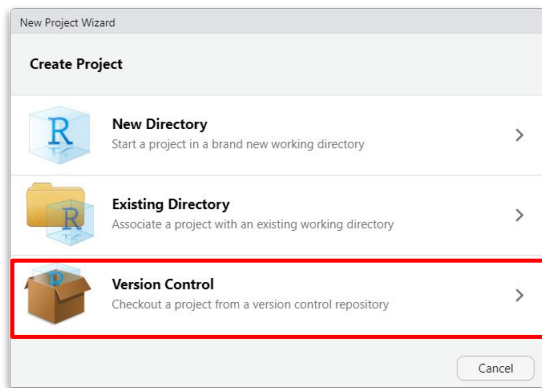 New Project Wizard
Create Project
R
New Directory
Start a project in a brand new working directory
R
Existing Directory
Associate a project with an existing working directory
R
Version Control
Checkout a project from a version control repository
Cancel